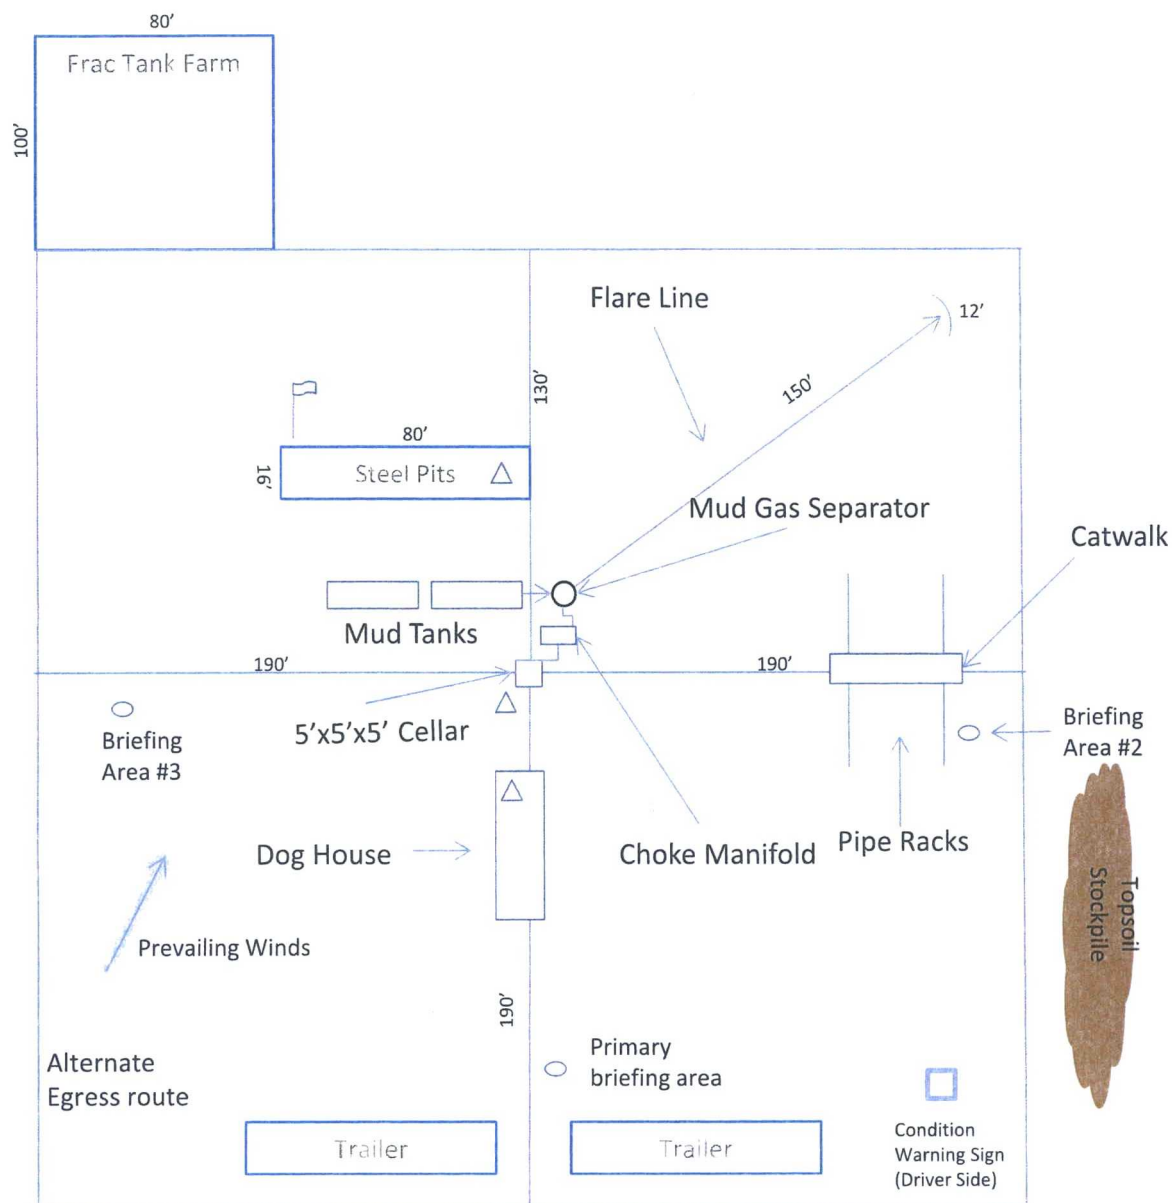 80'
Frac Tank Farm
100'
Flare Line
12'
130'
150'
80'
16'
Steel Pits
Mud Gas Separator
Catwalk
Mud Tanks
190'
190'
5'x5'x5' Cellar
Briefing
Area #3
Briefing
Area #2
Dog House
Choke Manifold
Pipe Racks
Topsoil
Stockpile
Prevailing Winds
190'
Alternate
Egress route
Primary
briefing area
Trailer
Trailer
Condition
Warning Sign
(Driver Side)